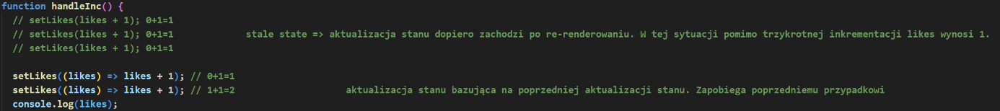 function handleInc() {
// setLikes(likes + 1); 0+1=1
// setLikes(likes + 1); 0+1=1 stale state => aktualizacja stanu dopiero zachodzi po re-renderowaniu. W tej sytuacji pomimo trzykrotnej inkrementacji likes wynosi 1.
// setLikes(likes + 1); 0+1=1
setLikes((likes) => likes + 1); // 0+1=1
setLikes((likes) => likes + 1); // 1+1=2 aktualizacja stanu bazująca na poprzedniej aktualizacji stanu. Zapobiega poprzedniemu przypadkowi
console.log(likes);